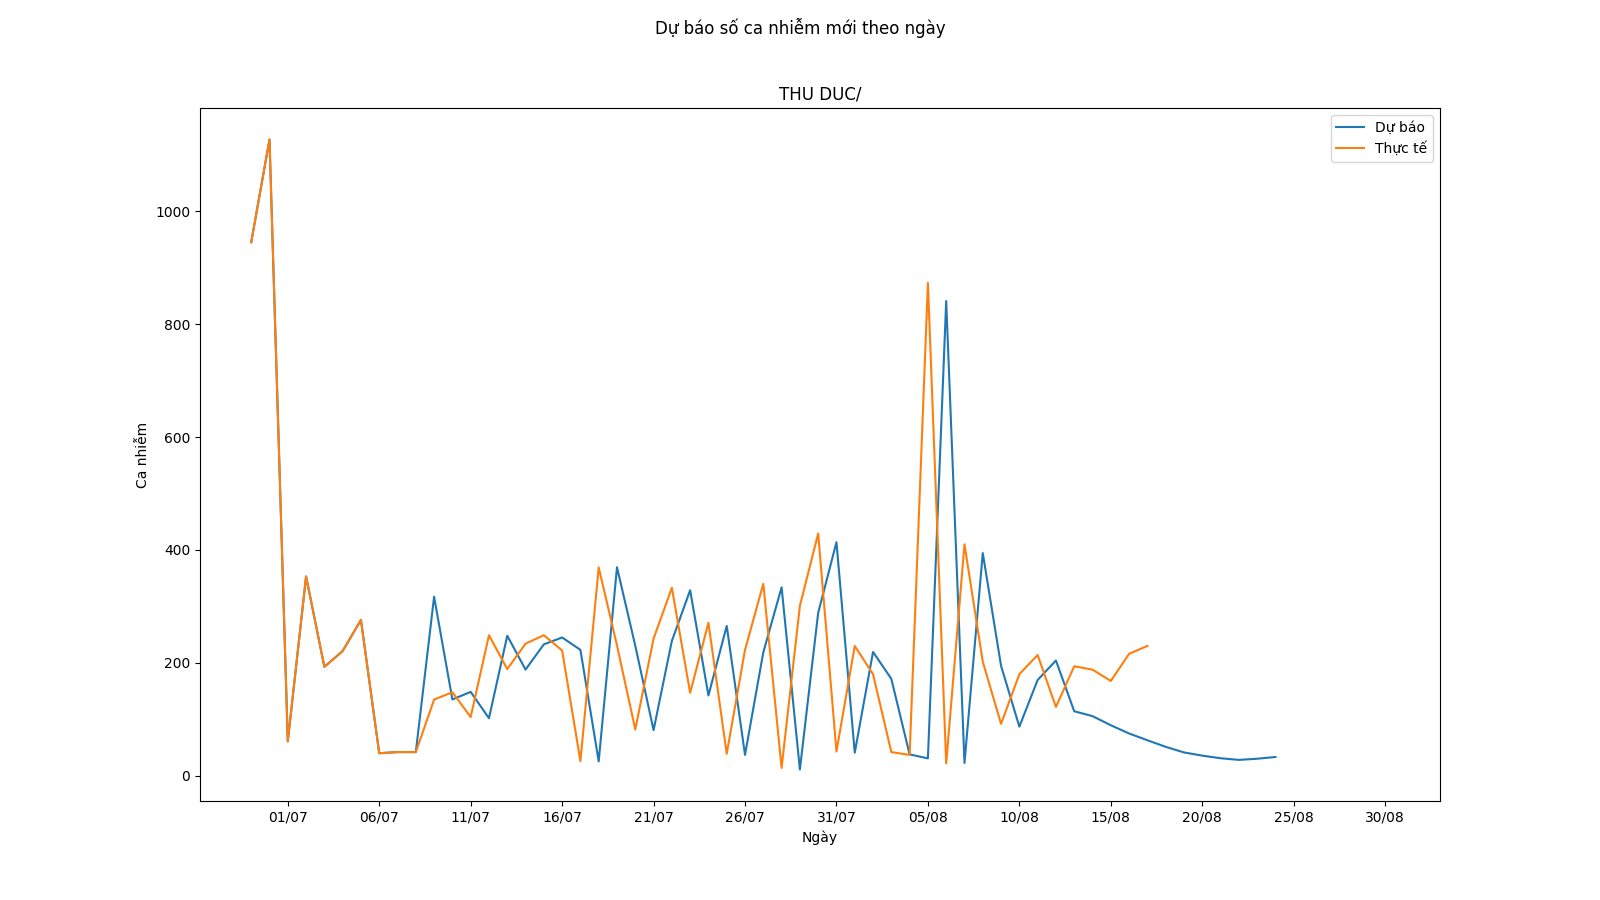 Dự báo số ca nhiễm mới theo ngày
THU DUC/
Dự báo
Thực tế
1000
800
600
400
200
0
Ca nhiễm
01/07 06/07 11/07 16/07 21/07 26/07 31/07 05/08 10/08 15/08 20/08 25/08 30/08
Ngày